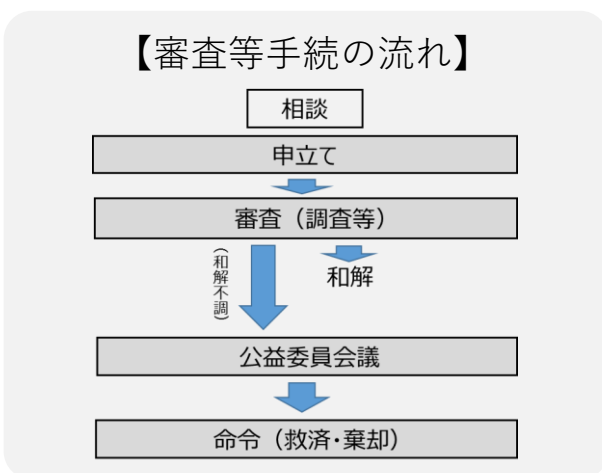 【審査等手続の流れ】
相談
申立て
審査（調査等）
（和解不調）
和解
公益委員会議
命令（救済・棄却）